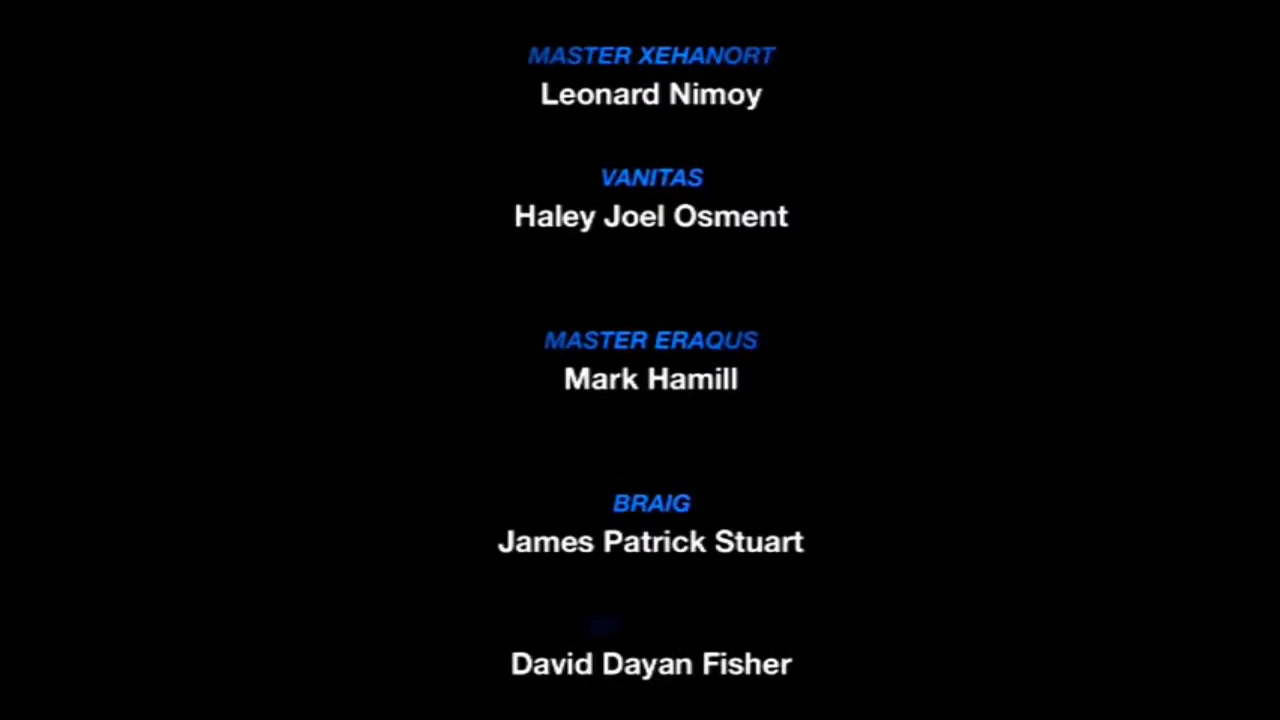 MASTER XEHANORT
Leonard Nimoy
VANITAS
Haley Joel Osment
MASTER ERAQUS
Mark Hamill
BRAIG
James Patrick Stuart
David Dayan Fisher